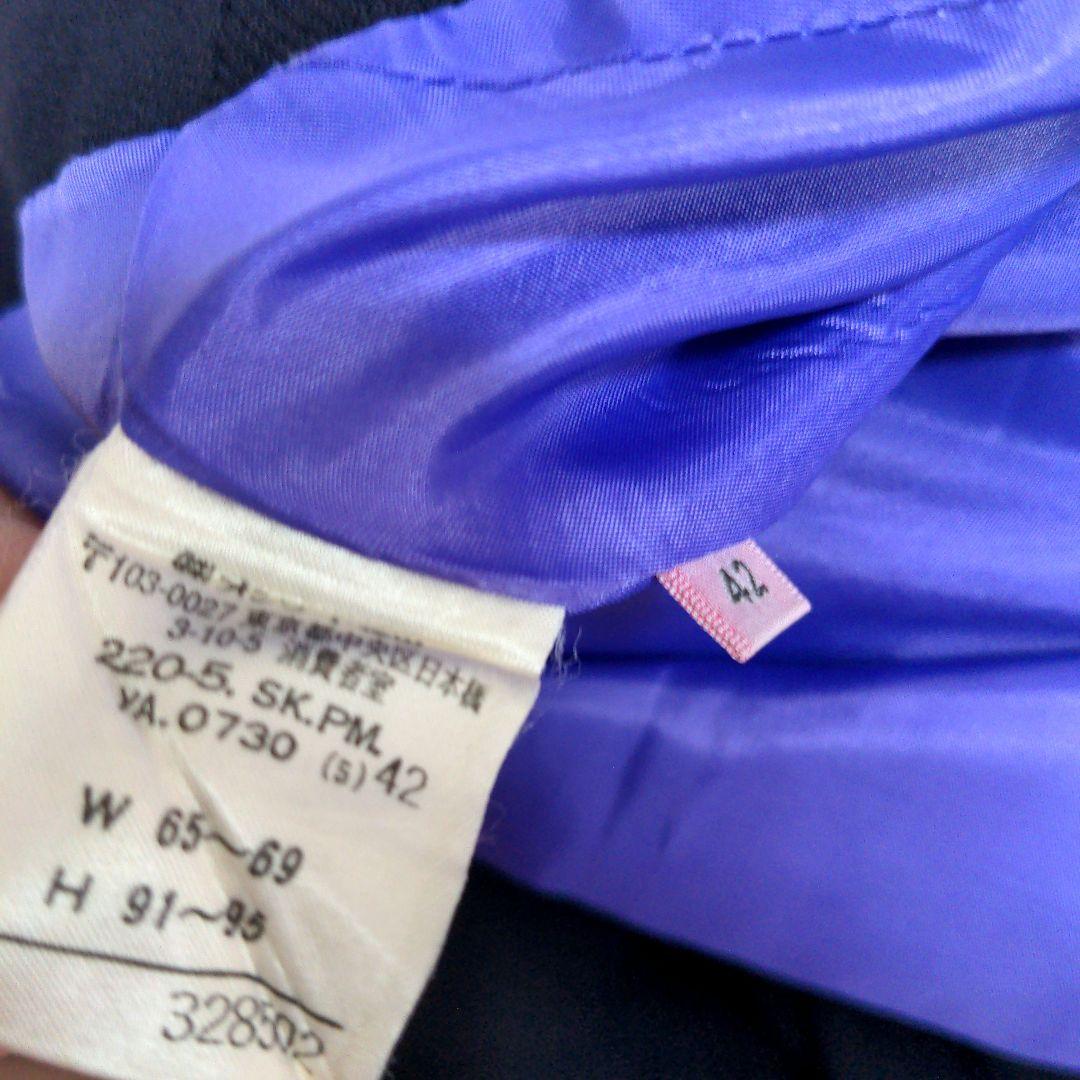 〒103-0027 東京都中央区日本橋
3-10-5 消費者室
220-5. SK.PM.
YA.0730 (5) 42
W 65~69
H 91~95
328502
42